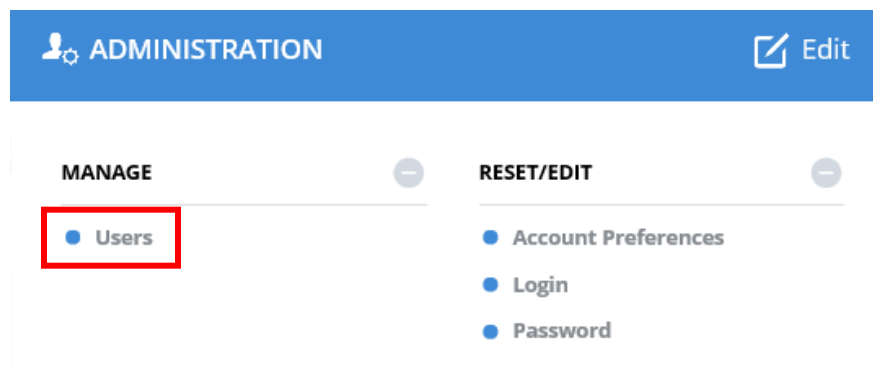 ADMINISTRATION
Edit
MANAGE
Users
RESET/EDIT
Account Preferences
Login
Password